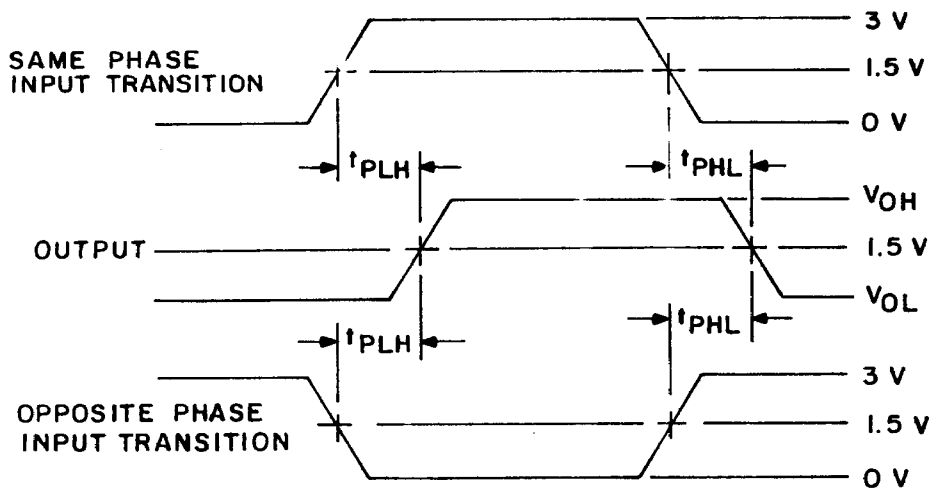 3 V
SAME PHASE
INPUT TRANSITION
1.5 V
0 V
tPLH
tPHL
VOH
OUTPUT
1.5 V
VOL
tPLH
tPHL
3 V
OPPOSITE PHASE
INPUT TRANSITION
1.5 V
0 V